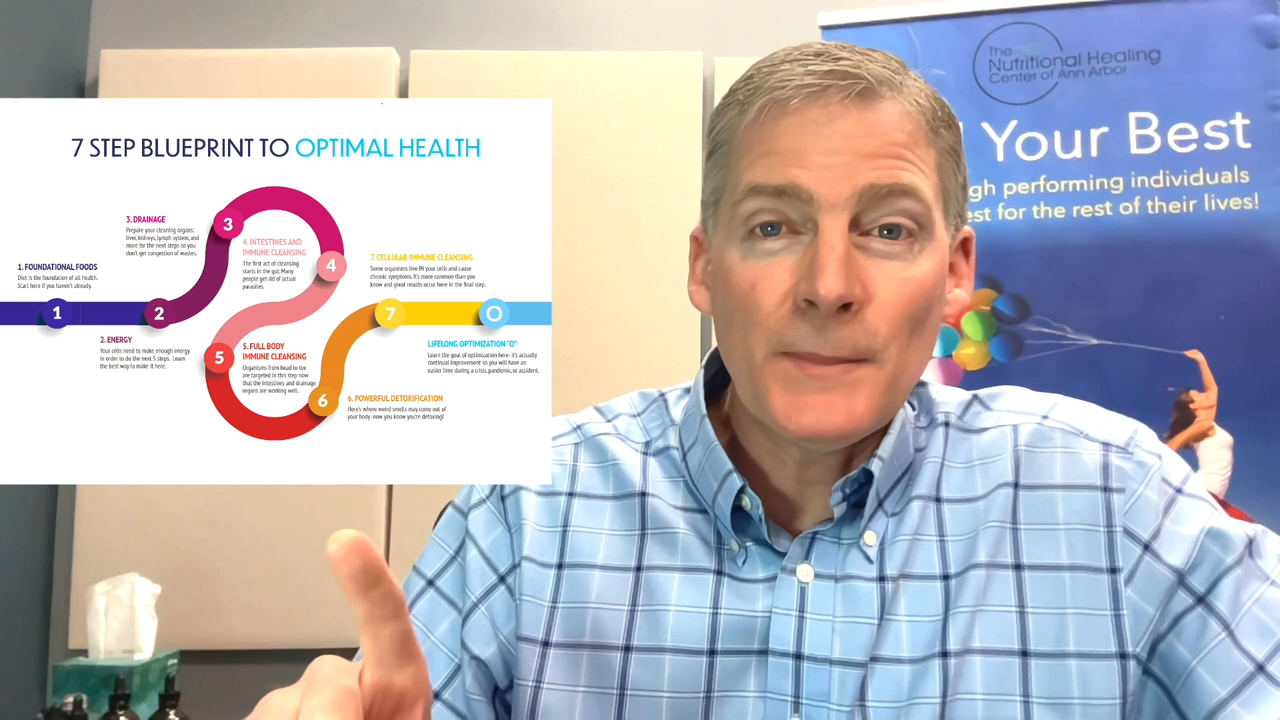 7 STEP BLUEPRINT TO OPTIMAL HEALTH
1. FOUNDATIONAL FOODS
Diet is the foundation of all health.
Start here if you haven't already.
1
2
2. ENERGY
Your cells need to make enough energy
in order to do the next 5 steps. Learn
the best way to make it here.
3. DRAINAGE
Prepare your cleaning organs:
liver, kidneys, lymph system, and
more for the next steps so you
don't get congestion of wastes.
3
4. INTESTINES AND
IMMUNE CLEANSING
The first act of cleansing
starts in the gut. Many
people get rid of actual
parasites.
4
5
5. FULL BODY
IMMUNE CLEANSING
Organisms from head to toe
are targeted in this step now
that the intestines and drainage
organs are working well.
6
6. POWERFUL DETOXIFICATION
Here's where weird smells may come out of
your body- now you know you're detoxing!
7. CELLULAR IMMUNE CLEANSING
Some organisms live IN your cells and cause
chronic symptoms. It's more common than you
know and great results occur here in the final step.
7
O
LIFELONG OPTIMIZATION "O"
Learn the goal of optimization here- it's actually
continual improvement so you will have an
easier time during a crisis, pandemic, or accident.
The
Nutritional Healing
Center of Ann Arbor
Your Best
gh performing individuals
est for the rest of their lives!